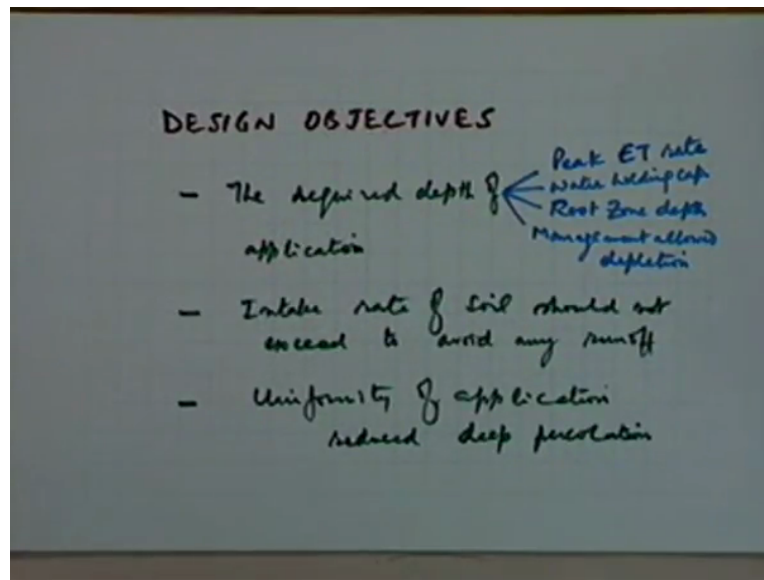 DESIGN OBJECTIVES
- The required depth of
application
Peak ET rate
Water holding cap
Root Zone depth
Management allowed
depletion
- Intake rate of soil should not
exceed to avoid any runoff
- Uniformity of application
reduced deep percolation